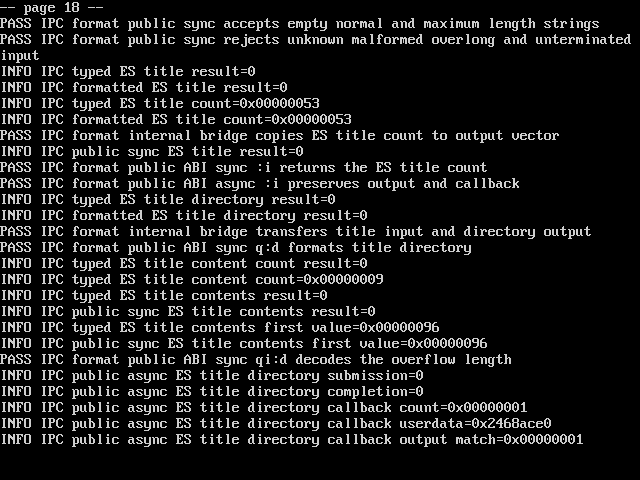 -- page 18 --
PASS IPC format public sync accepts empty normal and maximum length strings
PASS IPC format public sync rejects unknown malformed overlong and unterminated
input
INFO IPC typed ES title result=0
INFO IPC formatted ES title result=0
INFO IPC typed ES title count=0x00000053
INFO IPC formatted ES title count=0x00000053
PASS IPC format internal bridge copies ES title count to output vector
INFO IPC public sync ES title result=0
PASS IPC format public ABI sync :i returns the ES title count
PASS IPC format public ABI async :i preserves output and callback
INFO IPC typed ES title directory result=0
INFO IPC formatted ES title directory result=0
PASS IPC format internal bridge transfers title input and directory output
PASS IPC format public ABI sync q:d formats title directory
INFO IPC typed ES title content count result=0
INFO IPC typed ES title content count=0x00000009
INFO IPC typed ES title contents result=0
INFO IPC public sync ES title contents result=0
INFO IPC typed ES title contents first value=0x00000096
INFO IPC public sync ES title contents first value=0x00000096
PASS IPC format public ABI sync qi:d decodes the overflow length
INFO IPC public async ES title directory submission=0
INFO IPC public async ES title directory completion=0
INFO IPC public async ES title directory callback count=0x00000001
INFO IPC public async ES title directory callback userdata=0x2468ace0
INFO IPC public async ES title directory callback output match=0x00000001